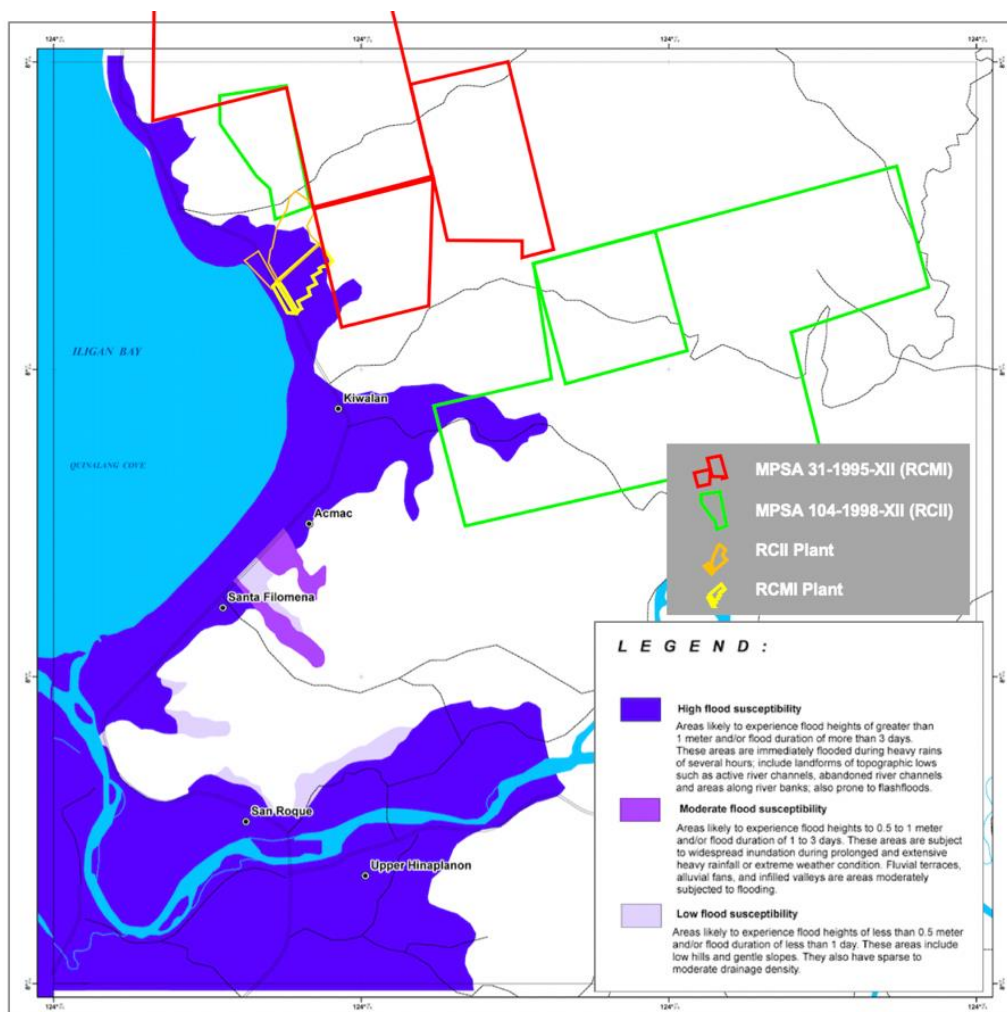 ILIGAN BAY
Kiwalan
QUINALANG COVE
Acmac
Santa Filomena
San Roque
Upper Hinaplanon
MPSA 31-1995-XII (RCMI)
MPSA 104-1998-XII (RCII)
RCII Plant
RCMI Plant
LEGEND:
High flood susceptibility
Areas likely to experience flood heights of greater than
1 meter and/or flood duration of more than 3 days.
These areas are immediately flooded during heavy rains
of several hours; include landforms of topographic lows
such as active river channels, abandoned river channels
and areas along river banks; also prone to flashfloods.
Moderate flood susceptibility
Areas likely to experience flood heights to 0.5 to 1 meter
and/or flood duration of 1 to 3 days. These areas are subject
to widespread inundation during prolonged and extensive
heavy rainfall or extreme weather condition. Fluvial terraces,
alluvial fans, and infilled valleys are areas moderately
subjected to flooding.
Low flood susceptibility
Areas likely to experience flood heights of less than 0.5 meter
and/or flood duration of less than 1 day. These areas include
low hills and gentle slopes. They also have sparse to
moderate drainage density.